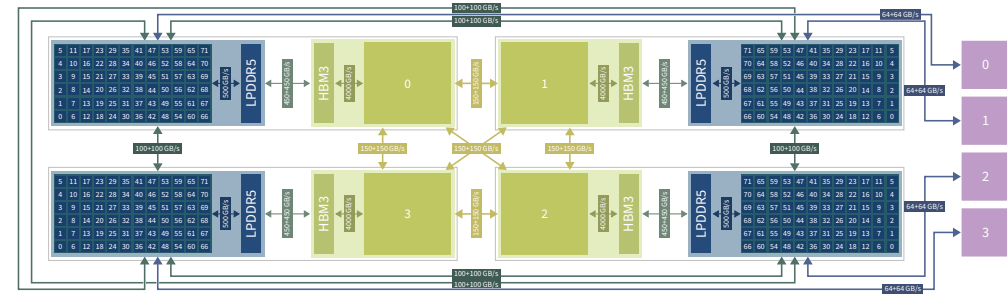 100+100 GB/s
64+64 GB/s
100+100 GB/s
5 11 17 23 29 35 41 47 53 59 65 71
4 10 16 22 28 34 40 46 52 58 64 70
3 9 15 21 27 33 39 45 51 57 63 69
2 8 14 20 26 32 38 44 50 56 62 68
1 7 13 19 25 31 37 43 49 55 61 67
0 6 12 18 24 30 36 42 48 54 60 66
500GB/s
LPDDR5
450+450 GB/s
HBM3
4000GB/s
0
150+150 GB/s
1
4000GB/s
HBM3
450+450 GB/s
LPDDR5
500GB/s
71 65 59 53 47 41 35 29 23 17 11 5
70 64 58 52 46 40 34 28 22 16 10 4
69 63 57 51 45 39 33 27 21 15 9 3
68 62 56 50 44 38 32 26 20 14 8 2
67 61 55 49 43 37 31 25 19 13 7 1
66 60 54 48 42 36 30 24 18 12 6 0
0
64+64 GB/s
1
100+100 GB/s
150+150 GB/s
150+150 GB/s
150+150 GB/s
100+100 GB/s
5 11 17 23 29 35 41 47 53 59 65 71
4 10 16 22 28 34 40 46 52 58 64 70
3 9 15 21 27 33 39 45 51 57 63 69
2 8 14 20 26 32 38 44 50 56 62 68
1 7 13 19 25 31 37 43 49 55 61 67
0 6 12 18 24 30 36 42 48 54 60 66
500GB/s
LPDDR5
450+450 GB/s
HBM3
4000GB/s
3
150+150 GB/s
2
4000GB/s
HBM3
450+450 GB/s
LPDDR5
500GB/s
71 65 59 53 47 41 35 29 23 17 11 5
70 64 58 52 46 40 34 28 22 16 10 4
69 63 57 51 45 39 33 27 21 15 9 3
68 62 56 50 44 38 32 26 20 14 8 2
67 61 55 49 43 37 31 25 19 13 7 1
66 60 54 48 42 36 30 24 18 12 6 0
2
64+64 GB/s
3
100+100 GB/s
100+100 GB/s
64+64 GB/s